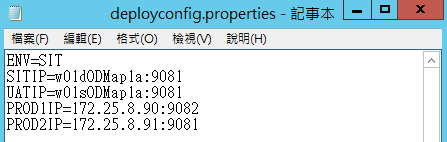 deployconfig.properties - 記事本
檔案(F) 編輯(E) 格式(O) 檢視(V) 說明(H)
ENV=SIT
SITIP=w01dODMap1a:9081
UATIP=w01sODMap1a:9081
PROD1IP=172.25.8.90:9082
PROD2IP=172.25.8.91:9081